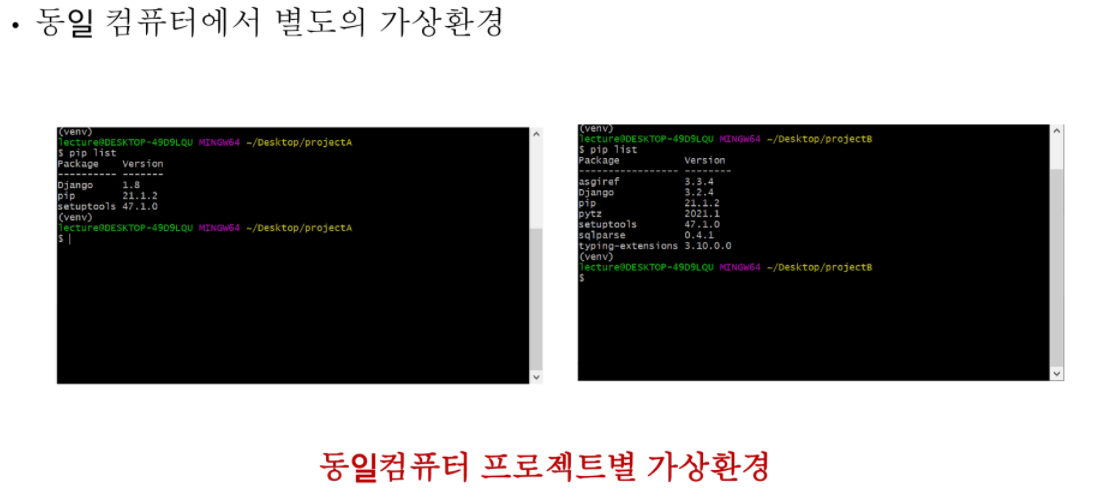 • 동일 컴퓨터에서 별도의 가상환경
(venv)
lecture@DESKTOP-49D9LQU MINGW64 ~/Desktop/projectA
$ pip list
Package    Version
---------- -------
Django     1.8
pip        21.1.2
setuptools 47.1.0
(venv)
lecture@DESKTOP-49D9LQU MINGW64 ~/Desktop/projectA
$
(venv)
lecture@DESKTOP-49D9LQU MINGW64 ~/Desktop/projectB
$ pip list
Package           Version
----------------- --------
asgiref           3.3.4
Django            3.2.4
pip               21.1.2
pytz              2021.1
setuptools        47.1.0
sqlparse          0.4.1
typing-extensions 3.10.0.0
(venv)
lecture@DESKTOP-49D9LQU MINGW64 ~/Desktop/projectB
$
동일컴퓨터 프로젝트별 가상환경